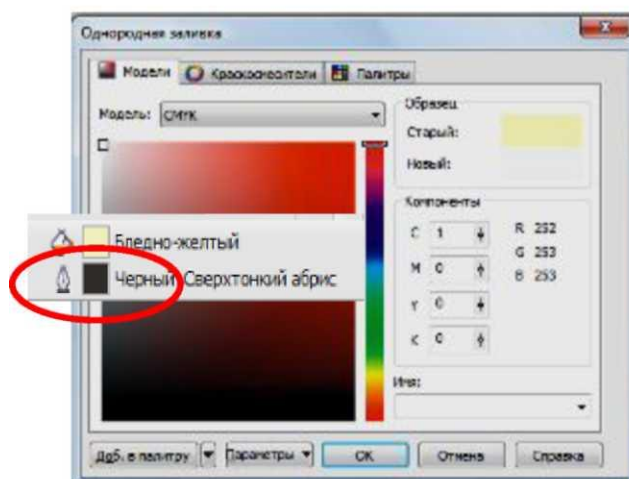 Однородная заливка
Модели Краскосмесители Палитры
Модель: CMYK
Образец
Старый:
Новый:
Компоненты
C 1 R 252
M 0 G 253
Y 0 B 253
K 0
Бледно-желтый
Черный Сверхтонкий абрис
Имя:
Доб. в палитру Параметры OK Отмена Справка